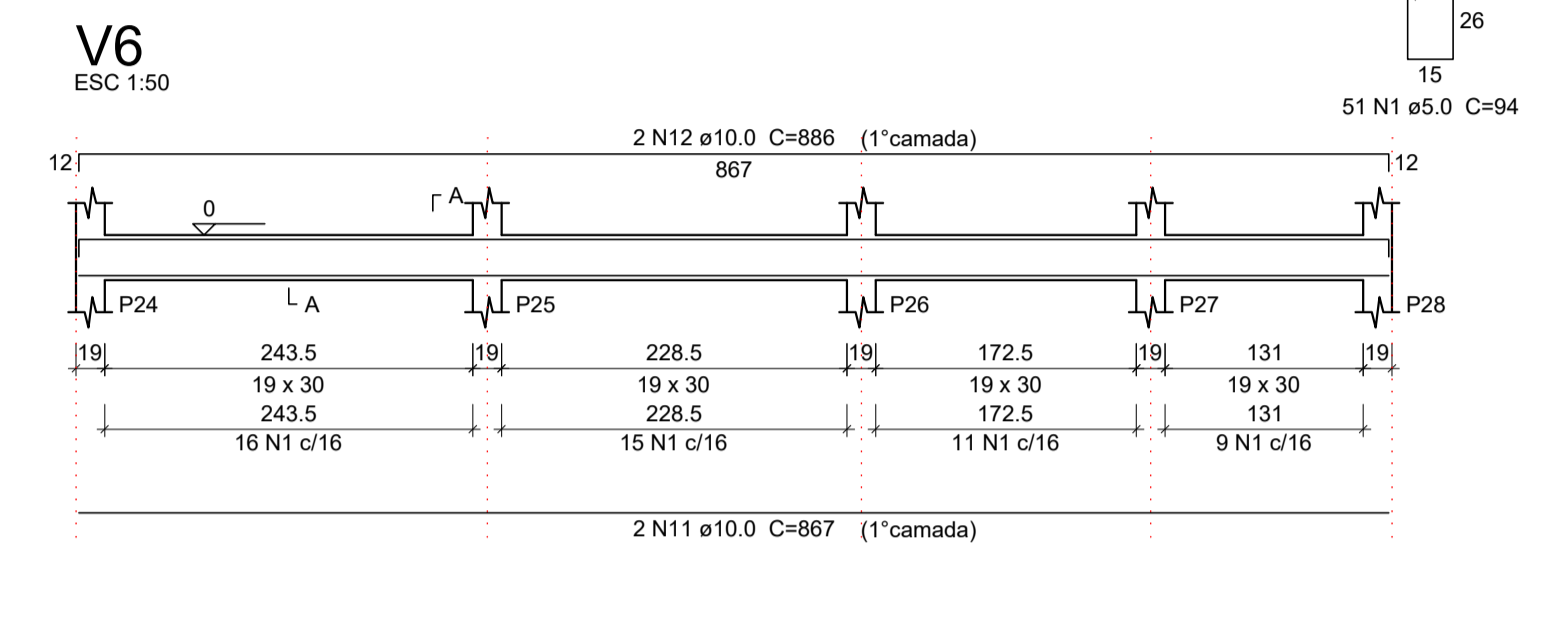 V6
ESC 1:50
26
15
51 N1 ø5.0 C=94
2 N12 ø10.0 C=886 (1°camada)
12 867 12
0 A
P24 A P25 P26 P27 P28
19 243.5 19 228.5 19 172.5 19 131 19
19 x 30 19 x 30 19 x 30 19 x 30
243.5 228.5 172.5 131
16 N1 c/16 15 N1 c/16 11 N1 c/16 9 N1 c/16
2 N11 ø10.0 C=867 (1°camada)